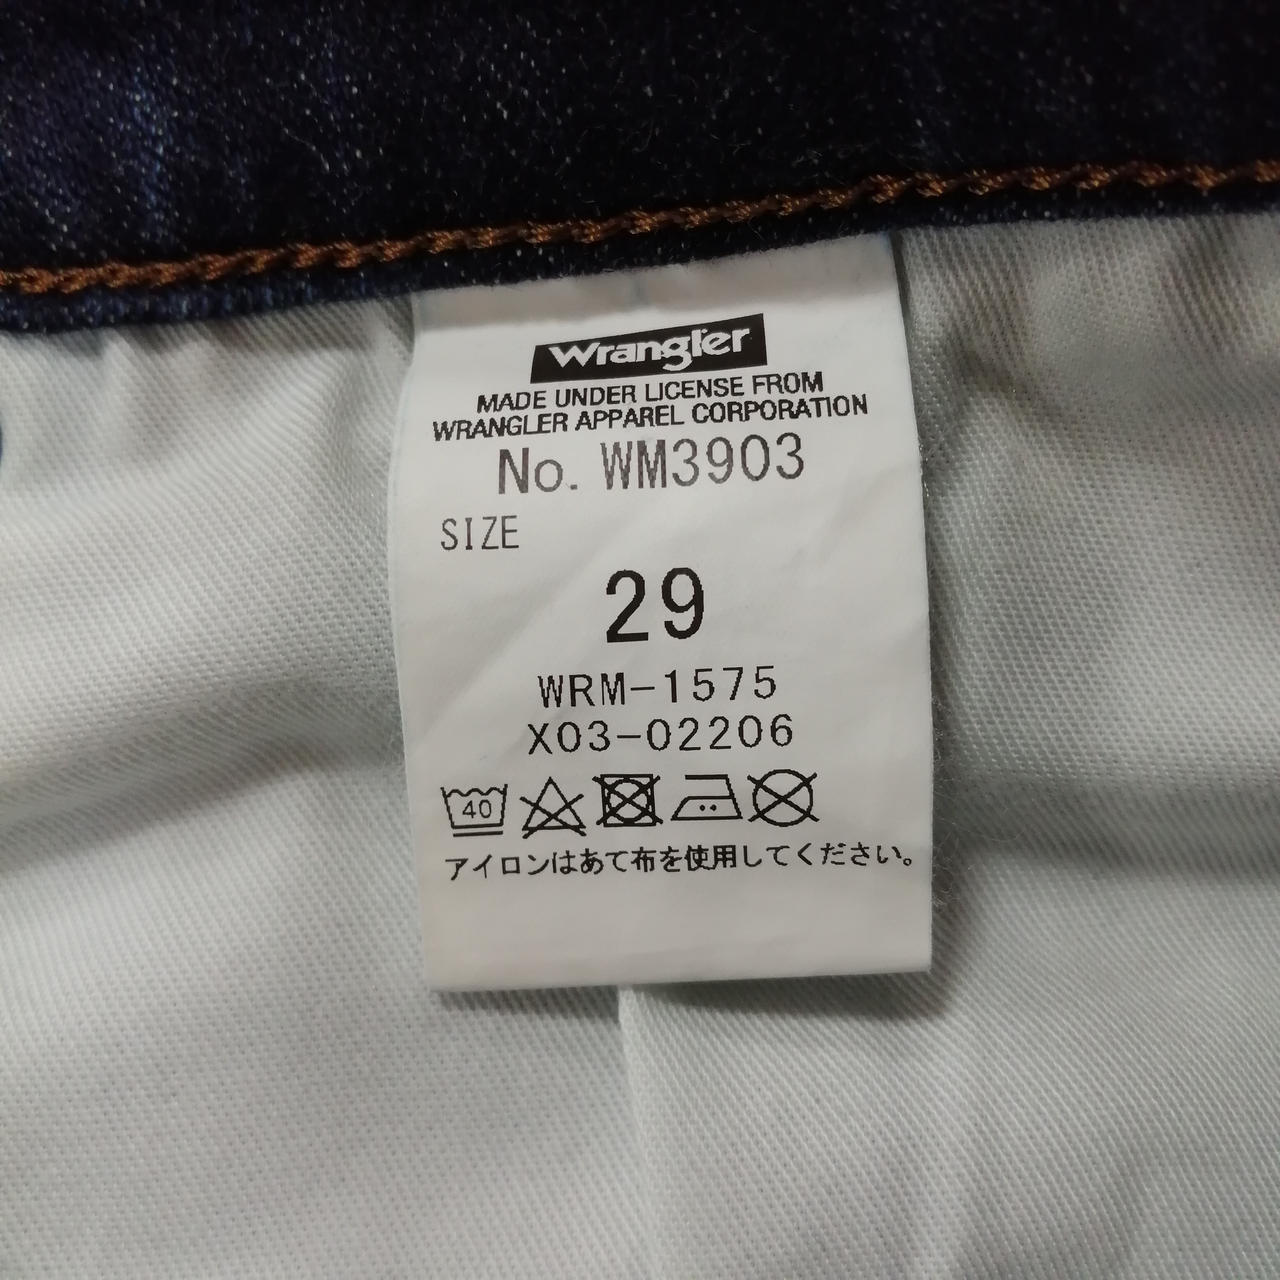 Wrangler
MADE UNDER LICENSE FROM
WRANGLER APPAREL CORPORATION
No. WM3903
SIZE
29
WRM-1575
X03-02206
40
アイロンはあて布を使用してください。